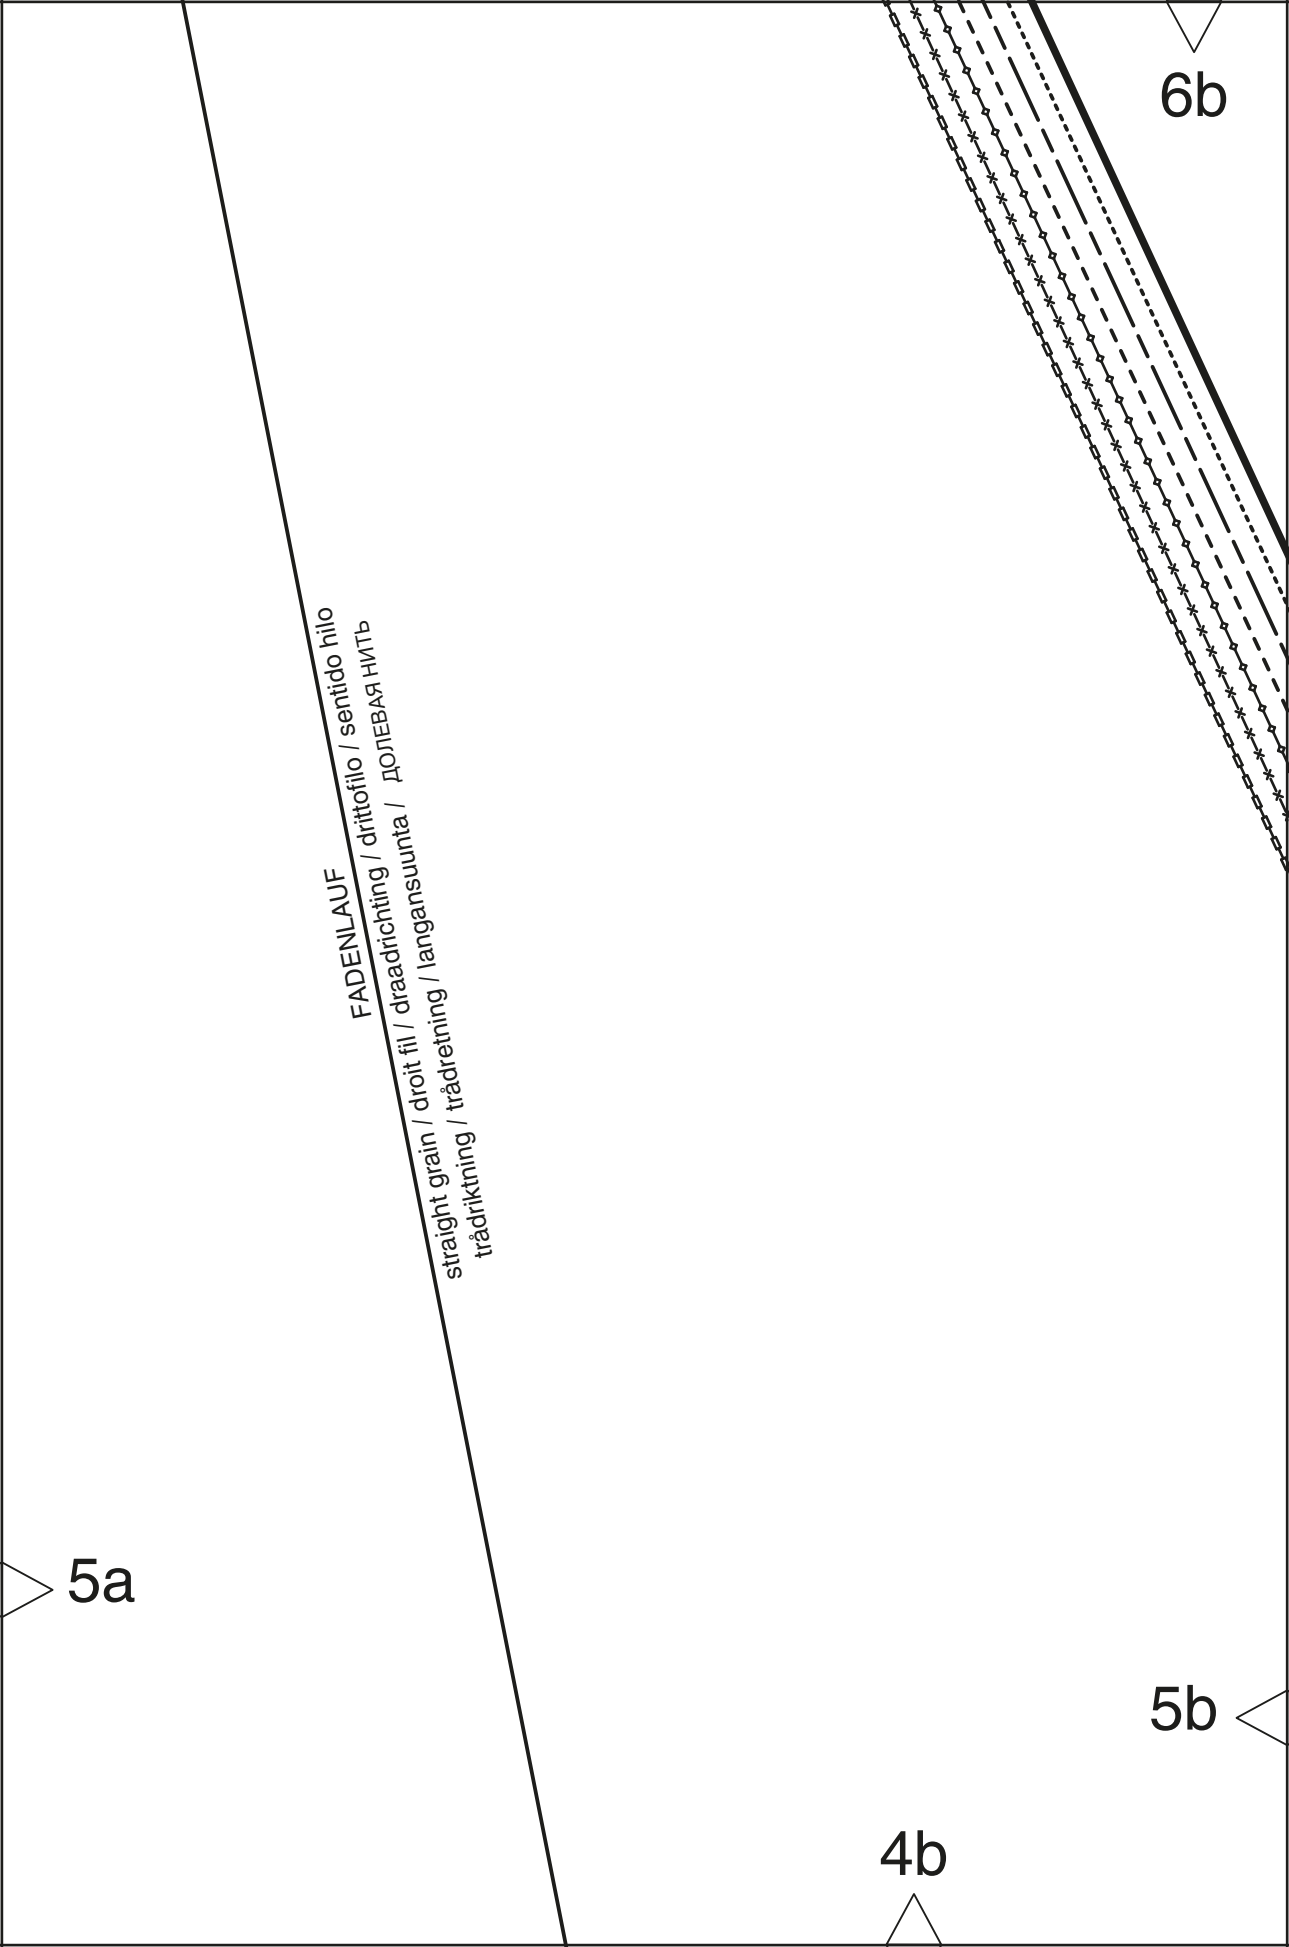 6b
FADENLAUF
straight grain / droit fil / draadrichting / drittofilo / sentido hilo
trådriktning / trådretning / langansuunta / ДОЛЕВАЯ НИТЬ
5a
5b
4b